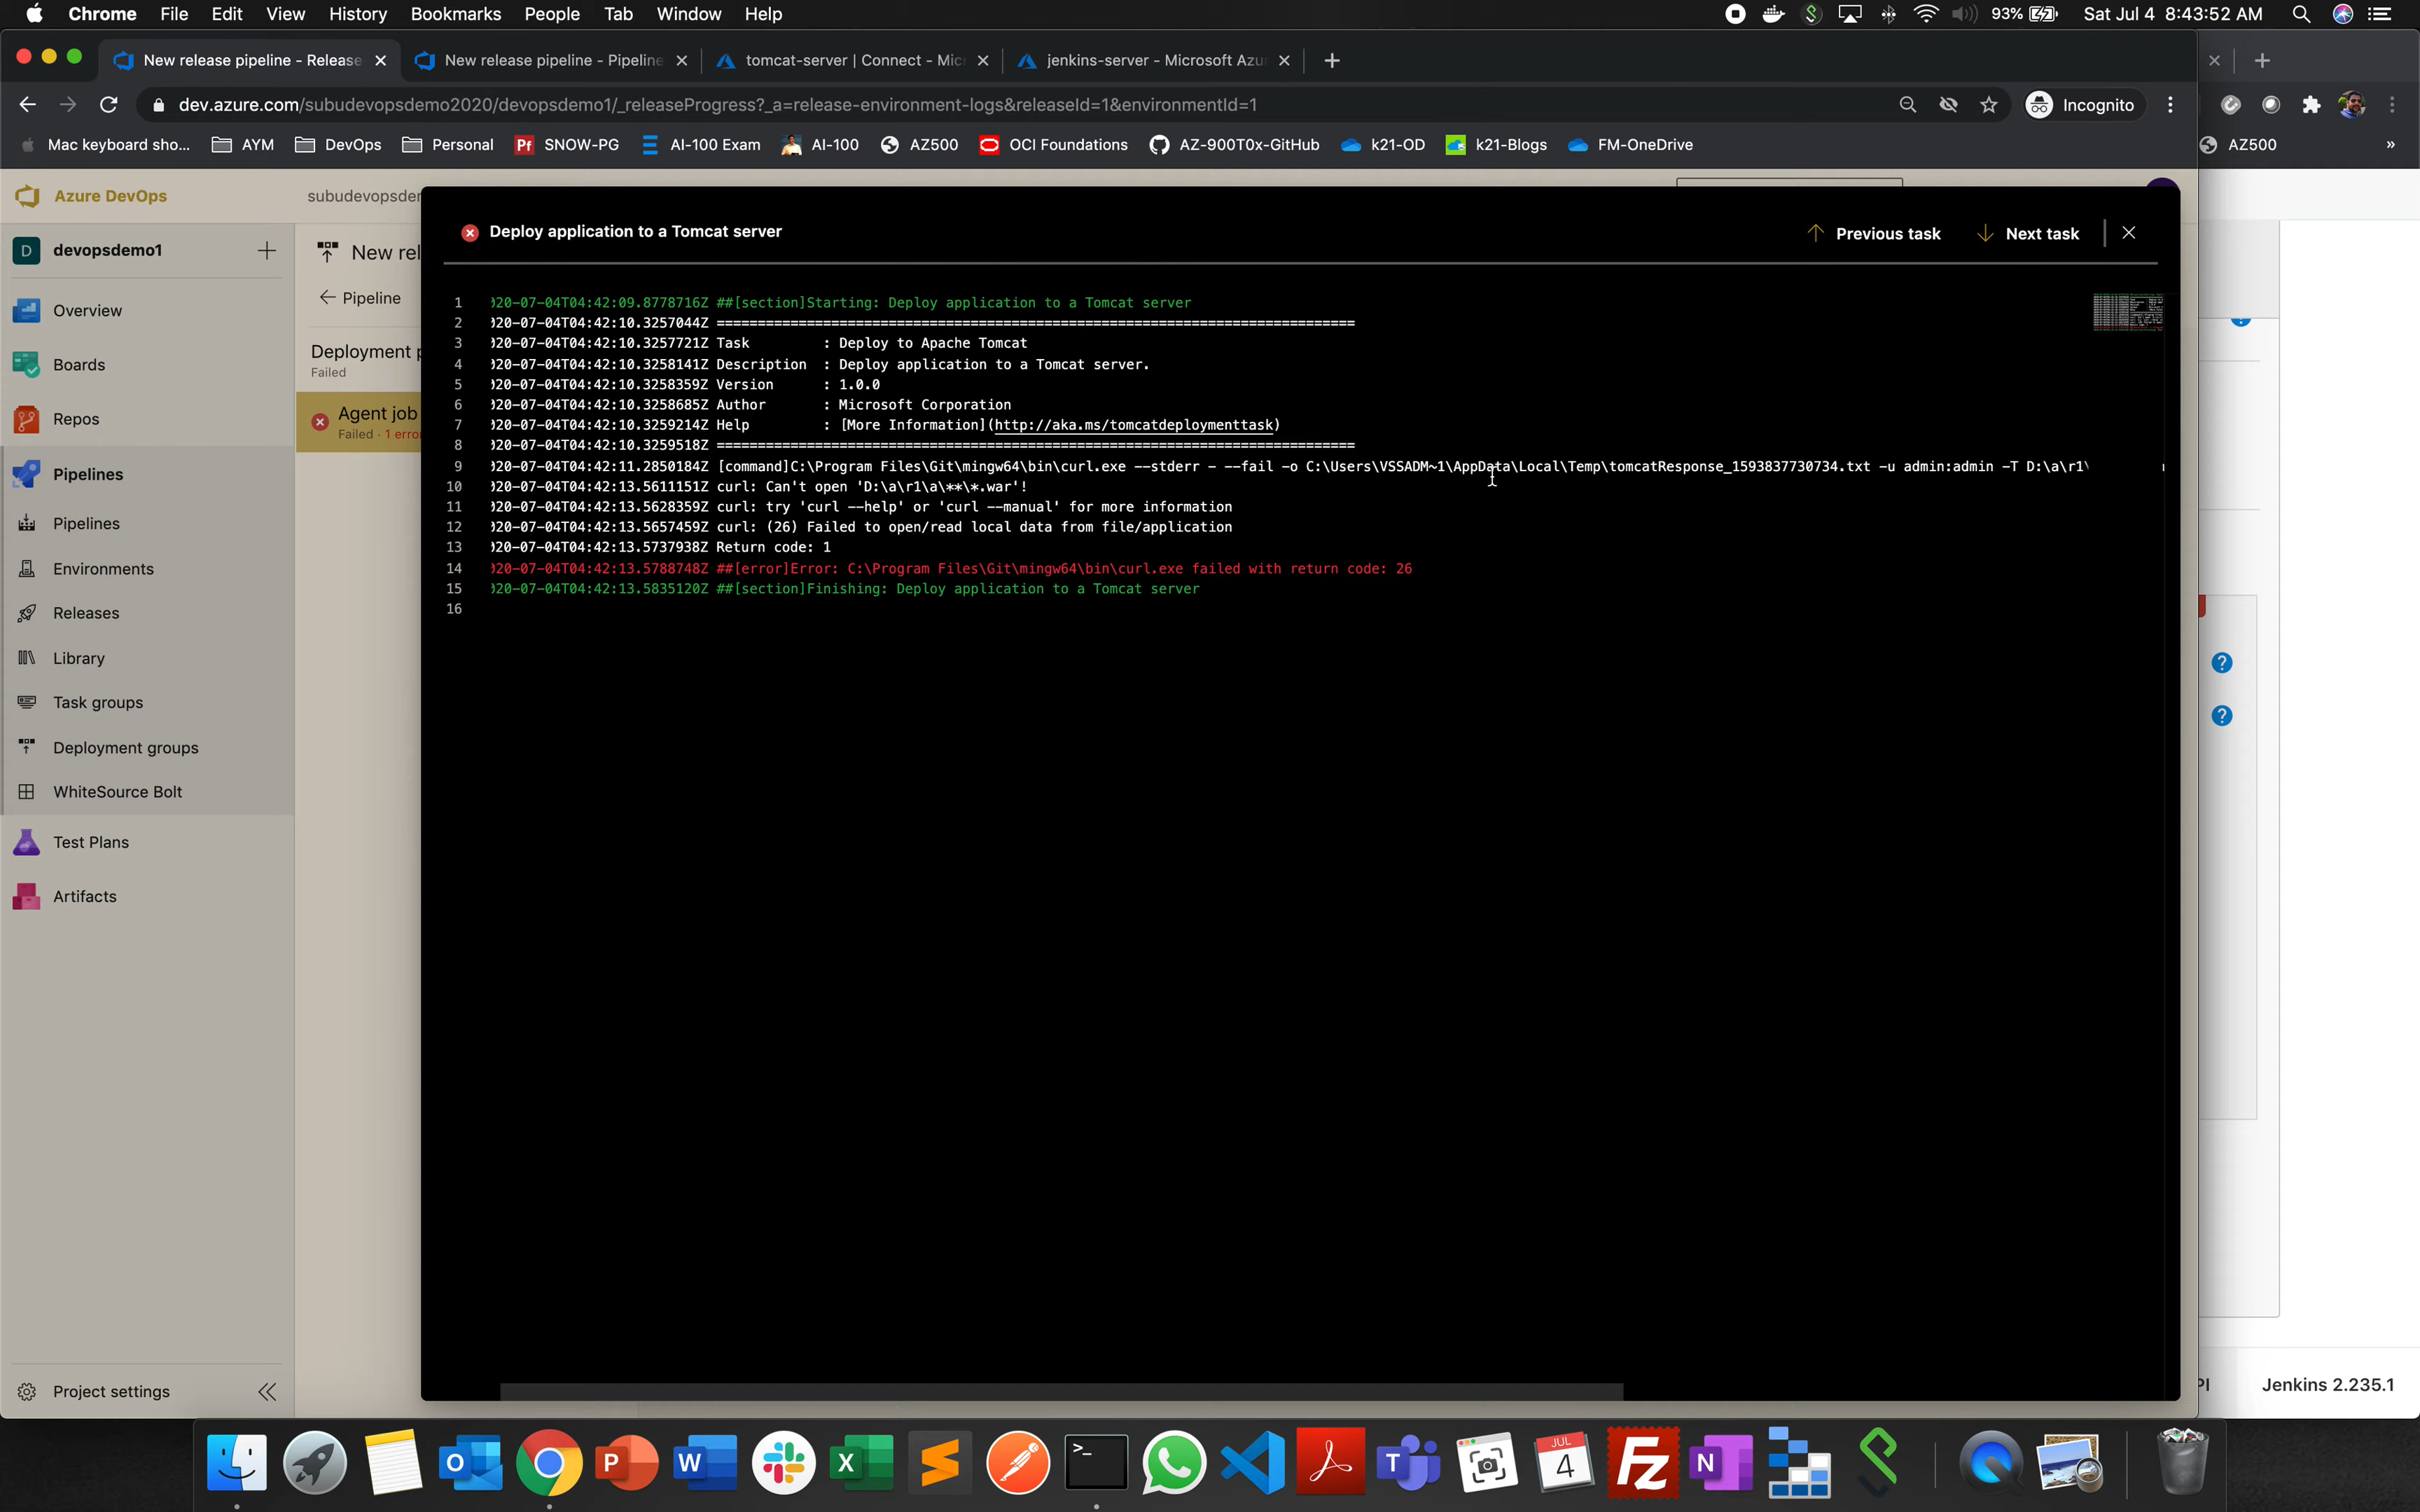 Chrome File Edit View History Bookmarks People Tab Window Help 93% Sat Jul 4 8:43:52 AM
New release pipeline - Release New release pipeline - Pipeline tomcat-server | Connect - Mic jenkins-server - Microsoft Azu
dev.azure.com/subudevopsdemo2020/devopsdemo1/_releaseProgress?_a=release-environment-logs&releaseId=1&environmentId=1 Incognito
Mac keyboard sho... AYM DevOps Personal Pf SNOW-PG AI-100 Exam AI-100 AZ500 OCI Foundations AZ-900T0x-GitHub k21-OD k21-Blogs FM-OneDrive AZ500 »
Azure DevOps subudevopsdem
D devopsdemo1
New rel
Overview
Pipeline
Boards
Deployment p
Failed
Repos
Agent job
Failed · 1 erro
Pipelines
Pipelines
Environments
Releases
Library
Task groups
Deployment groups
WhiteSource Bolt
Test Plans
Artifacts
Project settings
Deploy application to a Tomcat server Previous task Next task
1 20-07-04T04:42:09.8778716Z ##[section]Starting: Deploy application to a Tomcat server
2 20-07-04T04:42:10.3257044Z ==============================================================================
3 20-07-04T04:42:10.3257721Z Task : Deploy to Apache Tomcat
4 20-07-04T04:42:10.3258141Z Description : Deploy application to a Tomcat server.
5 20-07-04T04:42:10.3258359Z Version : 1.0.0
6 20-07-04T04:42:10.3258685Z Author : Microsoft Corporation
7 20-07-04T04:42:10.3259214Z Help : [More Information](http://aka.ms/tomcatdeploymenttask)
8 20-07-04T04:42:10.3259518Z ==============================================================================
9 20-07-04T04:42:11.2850184Z [command]C:\Program Files\Git\mingw64\bin\curl.exe --stderr - --fail -o C:\Users\VSSADM~1\AppData\Local\Temp\tomcatResponse_1593837730734.txt -u admin:admin -T D:\a\r1\
10 20-07-04T04:42:13.5611151Z curl: Can't open 'D:\a\r1\a\**\*.war'!
11 20-07-04T04:42:13.5628359Z curl: try 'curl --help' or 'curl --manual' for more information
12 20-07-04T04:42:13.5657459Z curl: (26) Failed to open/read local data from file/application
13 20-07-04T04:42:13.5737938Z Return code: 1
14 20-07-04T04:42:13.5788748Z ##[error]Error: C:\Program Files\Git\mingw64\bin\curl.exe failed with return code: 26
15 20-07-04T04:42:13.5835120Z ##[section]Finishing: Deploy application to a Tomcat server
16
?
?
PI Jenkins 2.235.1
O P W X >_ T JUL 4 Fz N